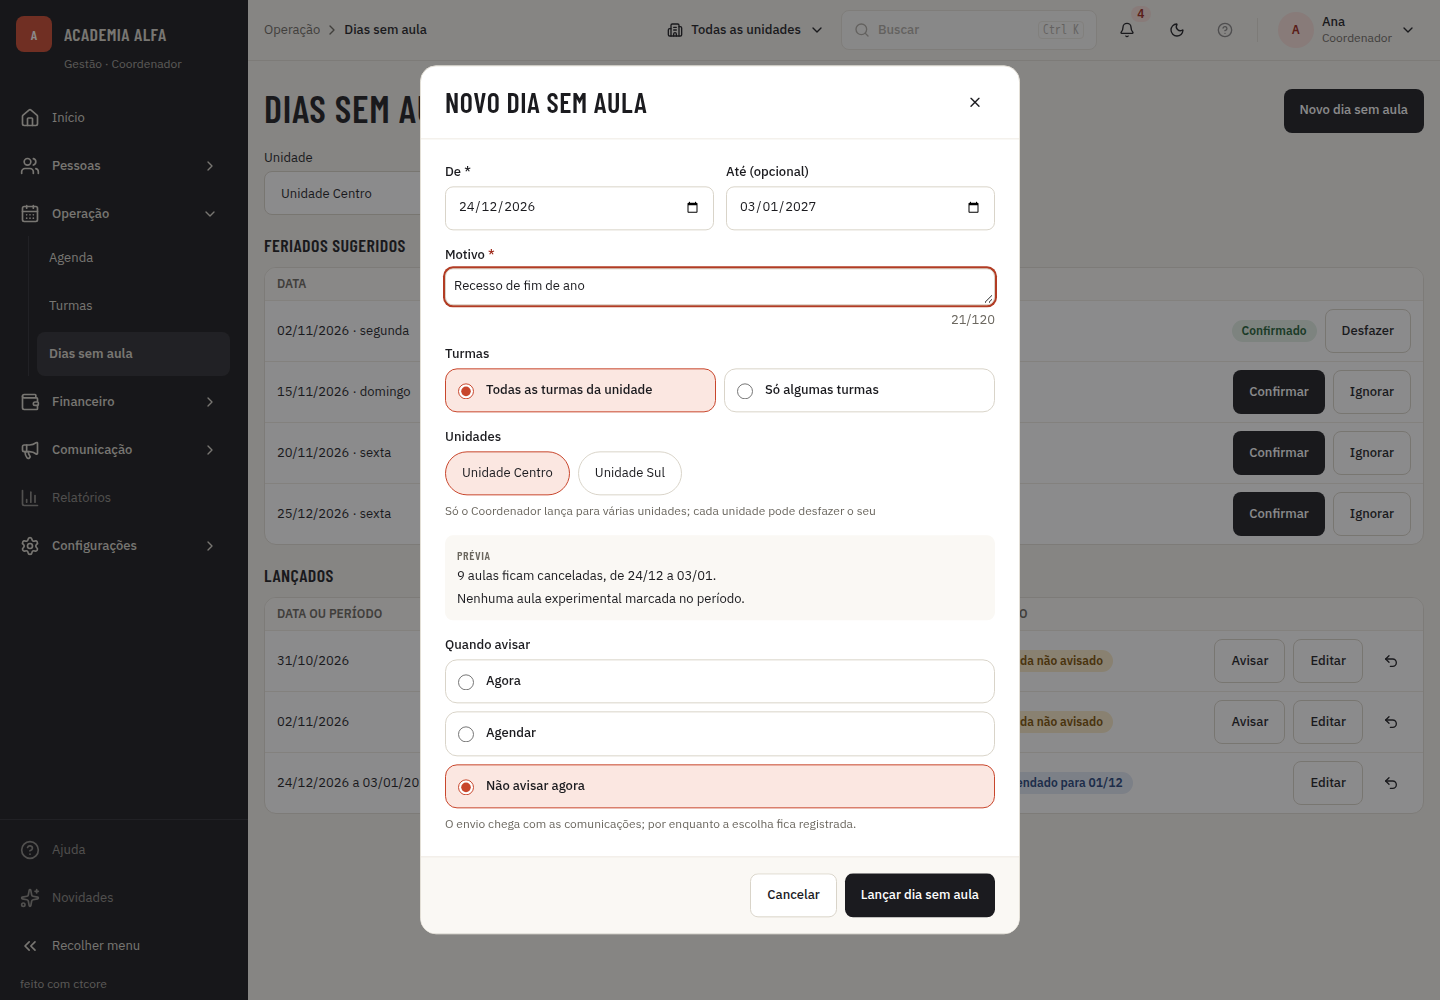 A
ACADEMIA ALFA
Gestão · Coordenador
Início
Pessoas
Operação
Agenda
Turmas
Dias sem aula
Financeiro
Comunicação
Relatórios
Configurações
Ajuda
Novidades
Recolher menu
feito com ctcore
Operação > Dias sem aula
Todas as unidades
Buscar
Ctrl K
4
A
Ana
Coordenador
DIAS SEM
Novo dia sem aula
Unidade
Unidade Centro
FERIADOS SUGERIDOS
DATA
02/11/2026 · segunda
Confirmado
Desfazer
15/11/2026 · domingo
Confirmar
Ignorar
20/11/2026 · sexta
Confirmar
Ignorar
25/12/2026 · sexta
Confirmar
Ignorar
LANÇADOS
DATA OU PERÍODO
31/10/2026
não avisado
Avisar
Editar
02/11/2026
não avisado
Avisar
Editar
24/12/2026 a 03/01/20
para 01/12
Editar
NOVO DIA SEM AULA
De *
Até (opcional)
24/12/2026
03/01/2027
Motivo *
Recesso de fim de ano
21/120
Turmas
Todas as turmas da unidade
Só algumas turmas
Unidades
Unidade Centro
Unidade Sul
Só o Coordenador lança para várias unidades; cada unidade pode desfazer o seu
PRÉVIA
9 aulas ficam canceladas, de 24/12 a 03/01.
Nenhuma aula experimental marcada no período.
Quando avisar
Agora
Agendar
Não avisar agora
O envio chega com as comunicações; por enquanto a escolha fica registrada.
Cancelar
Lançar dia sem aula